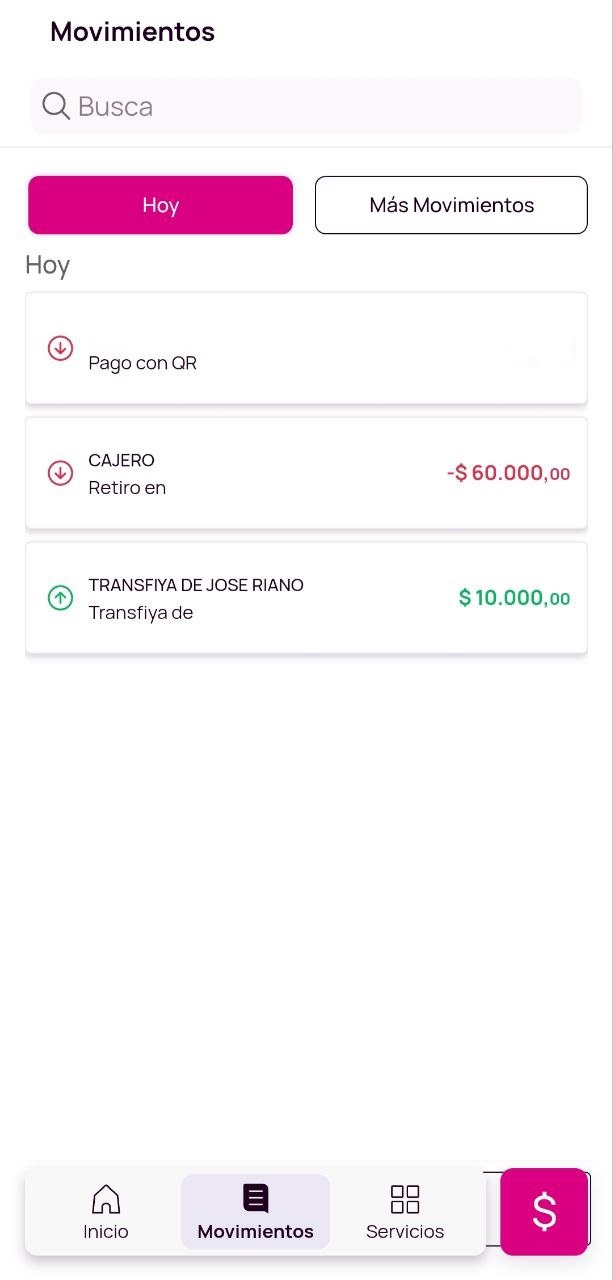 Movimientos
Busca
Hoy
Más Movimientos
Hoy
Pago con QR
CAJERO
Retiro en
-$ 60.000,00
TRANSFIYA DE JOSE RIANO
Transfiya de
$ 10.000,00
Inicio
Movimientos
Servicios
$